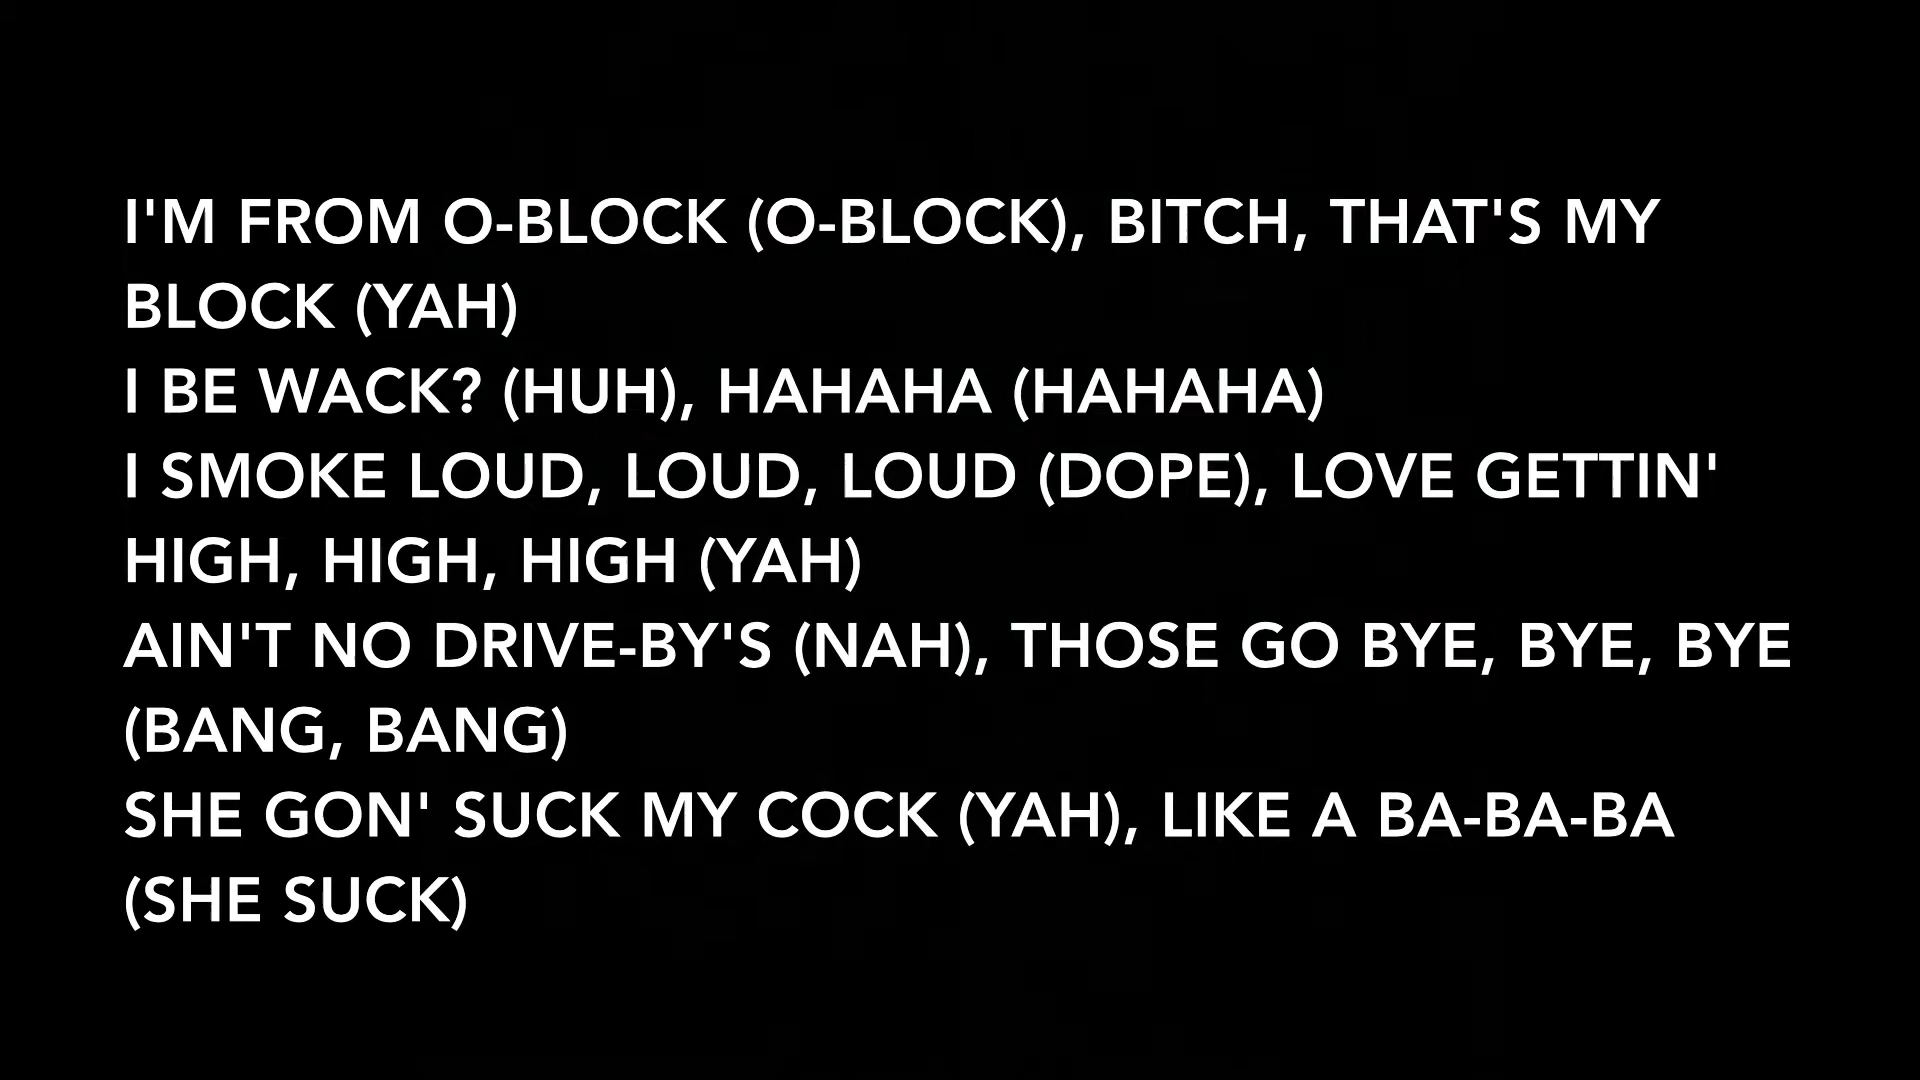 I'M FROM O-BLOCK (O-BLOCK), BITCH, THAT'S MY
BLOCK (YAH)
I BE WACK? (HUH), HAHAHA (HAHAHA)
I SMOKE LOUD, LOUD, LOUD (DOPE), LOVE GETTIN'
HIGH, HIGH, HIGH (YAH)
AIN'T NO DRIVE-BY'S (NAH), THOSE GO BYE, BYE, BYE
(BANG, BANG)
SHE GON' SUCK MY COCK (YAH), LIKE A BA-BA-BA
(SHE SUCK)